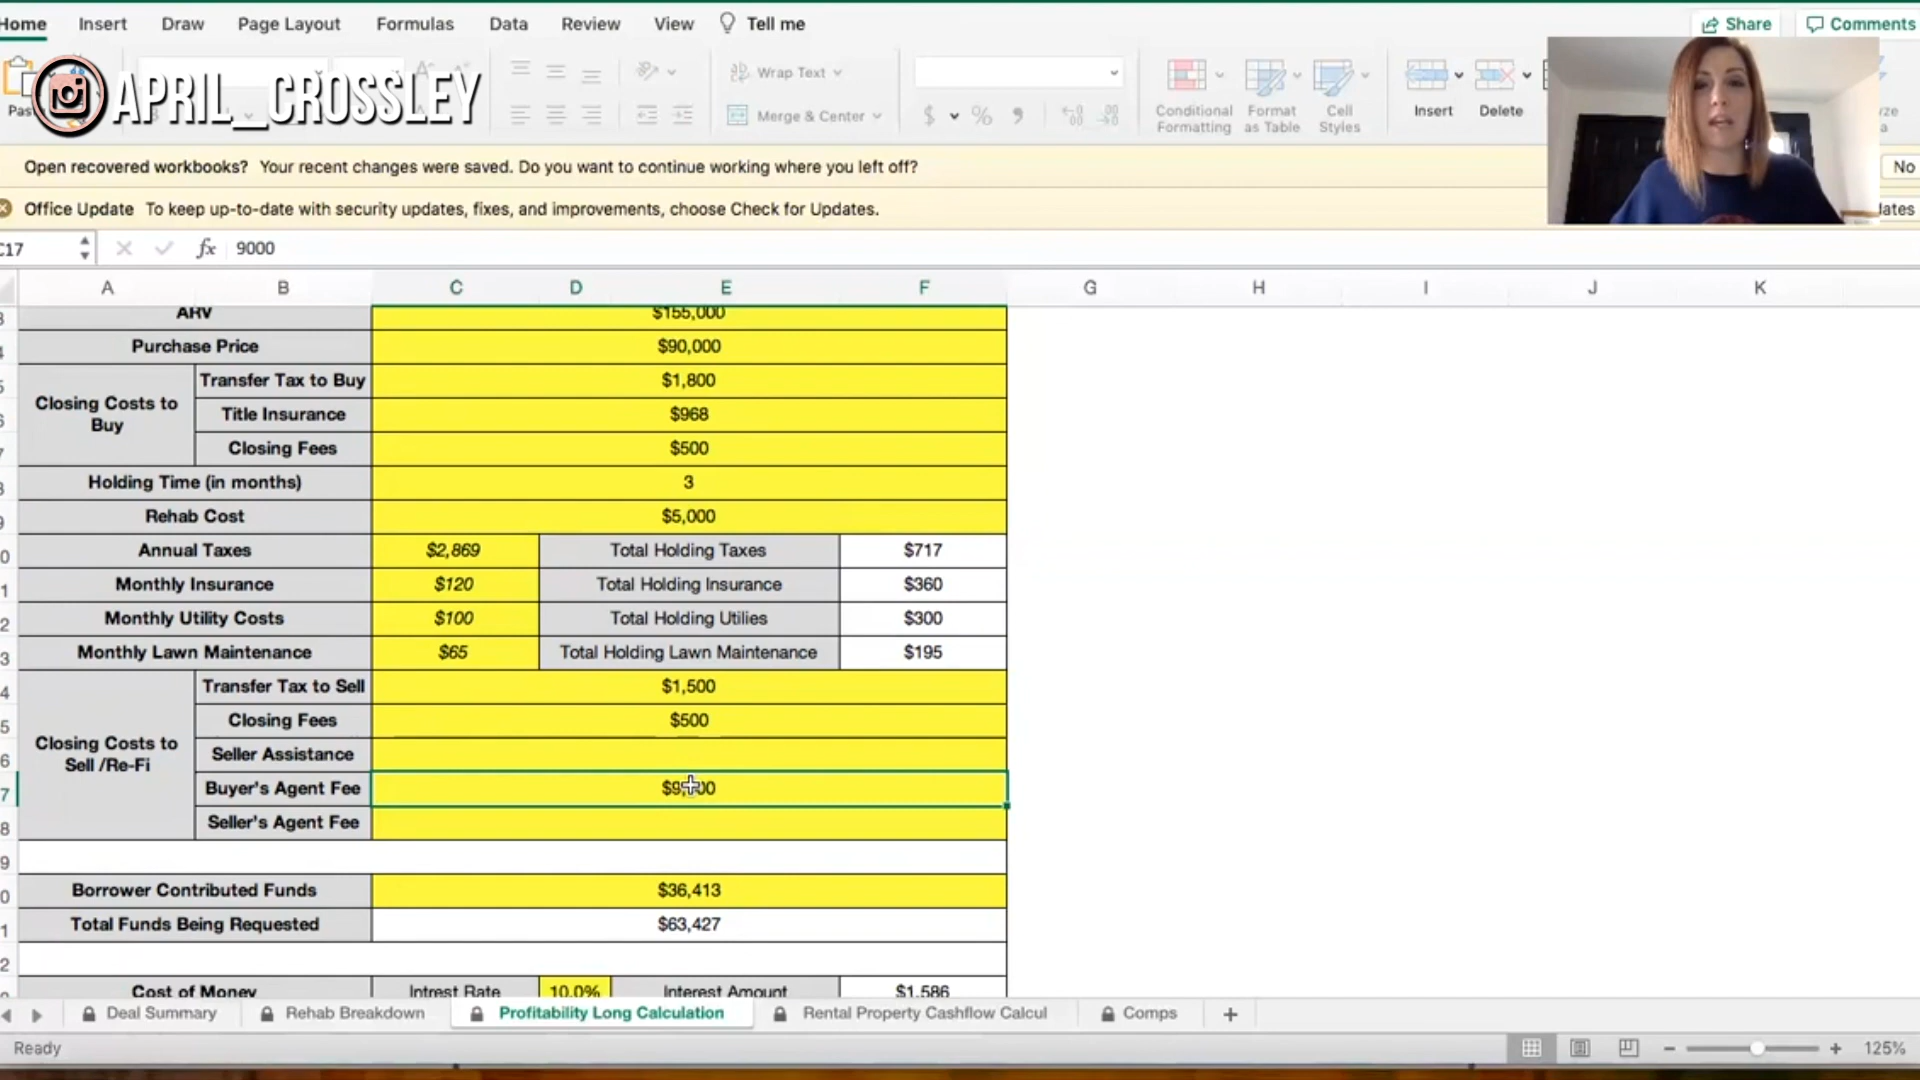 Home Insert Draw Page Layout Formulas Data Review View Tell me Share Comments
APRIL_CROSSLEY
Wrap Text
Merge & Center
$ % 9
Conditional Formatting
Format as Table
Cell Styles
Insert
Delete
Open recovered workbooks? Your recent changes were saved. Do you want to continue working where you left off? No
Office Update To keep up-to-date with security updates, fixes, and improvements, choose Check for Updates.
C17 fx 9000
A B C D E F G H I J K
ARV $155,000
Purchase Price $90,000
Closing Costs to Buy
Transfer Tax to Buy $1,800
Title Insurance $968
Closing Fees $500
Holding Time (in months) 3
Rehab Cost $5,000
Annual Taxes $2,869 Total Holding Taxes $717
Monthly Insurance $120 Total Holding Insurance $360
Monthly Utility Costs $100 Total Holding Utilies $300
Monthly Lawn Maintenance $65 Total Holding Lawn Maintenance $195
Closing Costs to Sell /Re-Fi
Transfer Tax to Sell $1,500
Closing Fees $500
Seller Assistance
Buyer's Agent Fee
Seller's Agent Fee
Borrower Contributed Funds $36,413
Total Funds Being Requested $63,427
Cost of Money Intrest Rate 10.0% Interest Amount $1,586
Deal Summary Rehab Breakdown Profitability Long Calculation Rental Property Cashflow Calcul Comps +
Ready 125%